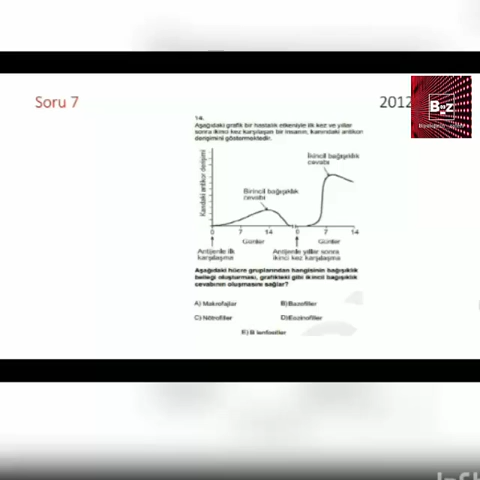 Soru 7
2012
14.
Aşağıdaki grafik bir hastalık etkeniyle ilk kez ve yıllar
sonra ikinci kez karşılaşan bir insanın, kanındaki antikor
derişimini göstermektedir.
Kandaki antikor derişimi
İkincil bağışıklık
cevabı
Birincil bağışıklık
cevabı
0 7 14 0 7 14
Günler Günler
Antijenle ilk
karşılaşma
Antijenle yıllar sonra
ikinci kez karşılaşma
Aşağıdaki hücre gruplarından hangisinin bağışıklık
belleği oluşturması, grafikteki gibi ikincil bağışıklık
cevabının oluşmasını sağlar?
A) Makrofajlar
B) Bazofiller
C) Nötrofiller
D) Eozinofiller
E) B lenfositler